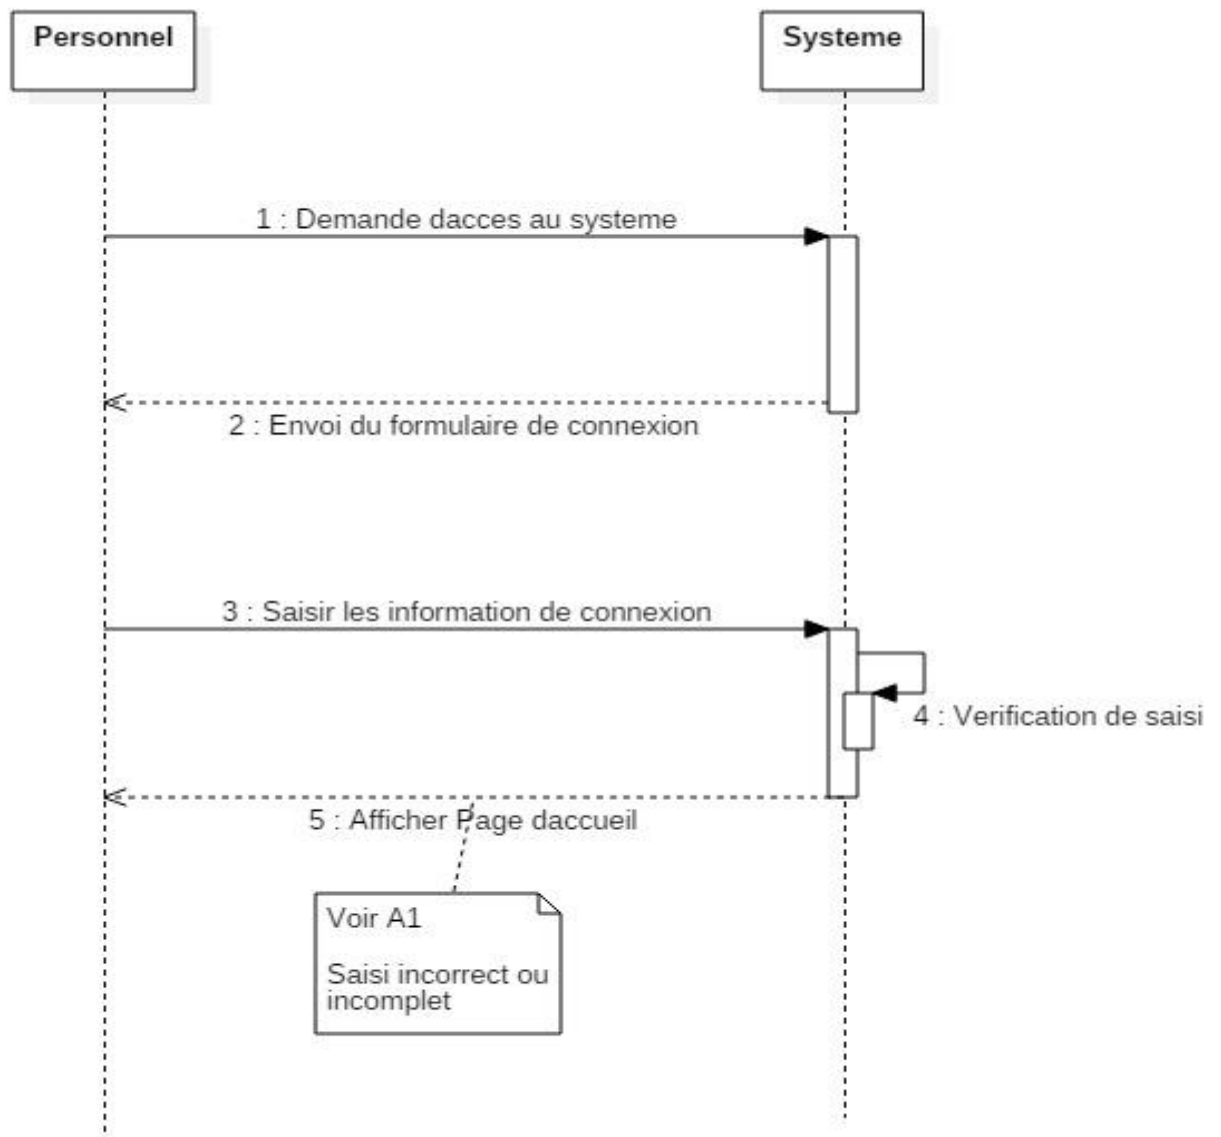 Personnel
Systeme
1 : Demande dacces au systeme
2 : Envoi du formulaire de connexion
3 : Saisir les information de connexion
4 : Verification de saisi
5 : Afficher Page daccueil
Voir A1
Saisi incorrect ou
incomplet